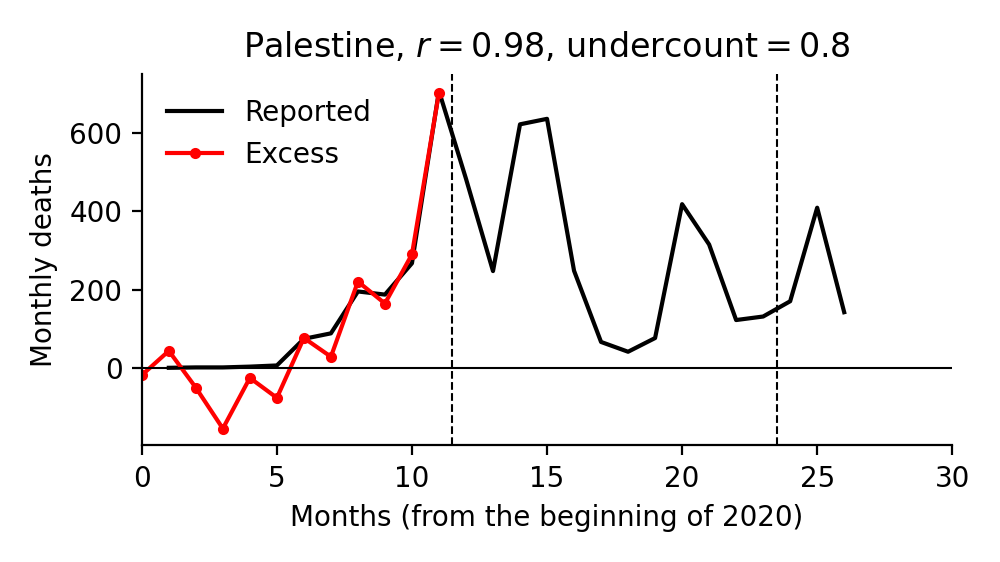 Palestine, r = 0.98, undercount = 0.8
Reported
Excess
Monthly deaths
600
400
200
0
0 5 10 15 20 25 30
Months (from the beginning of 2020)